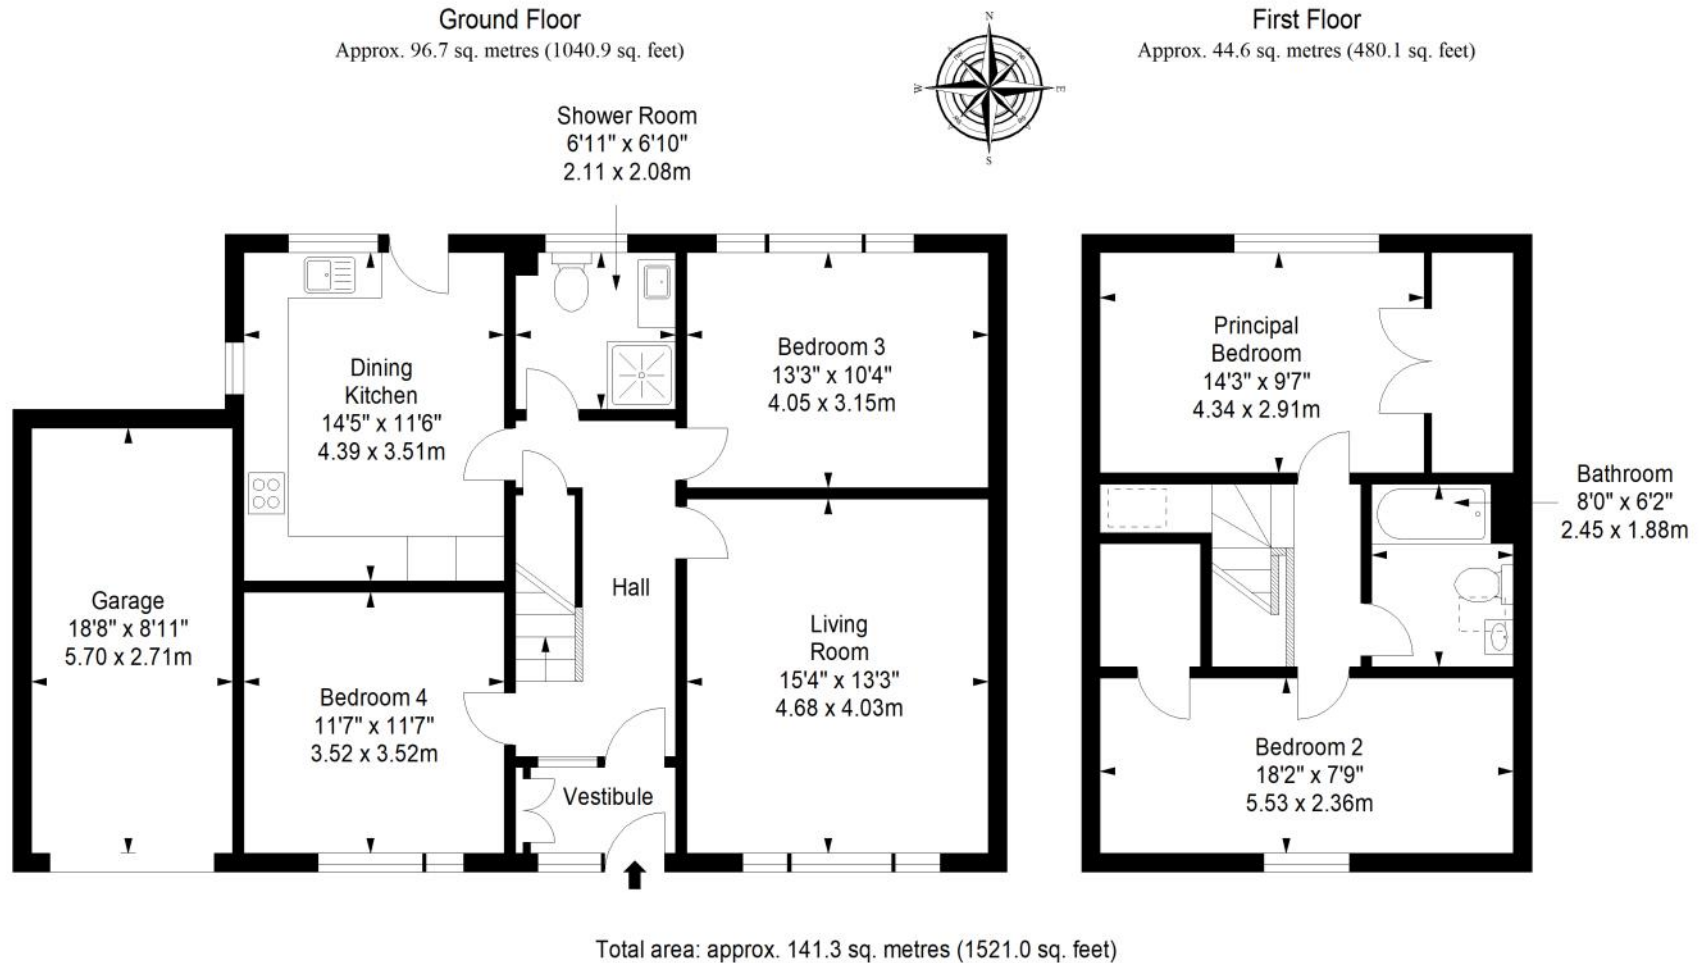 Ground Floor
Approx. 96.7 sq. metres (1040.9 sq. feet)
N
W
E
S
First Floor
Approx. 44.6 sq. metres (480.1 sq. feet)
Shower Room
6'11" x 6'10"
2.11 x 2.08m
Dining
Kitchen
14'5" x 11'6"
4.39 x 3.51m
Bedroom 3
13'3" x 10'4"
4.05 x 3.15m
Principal
Bedroom
14'3" x 9'7"
4.34 x 2.91m
Bathroom
8'0" x 6'2"
2.45 x 1.88m
Garage
18'8" x 8'11"
5.70 x 2.71m
Hall
Living
Room
15'4" x 13'3"
4.68 x 4.03m
Bedroom 4
11'7" x 11'7"
3.52 x 3.52m
Vestibule
Bedroom 2
18'2" x 7'9"
5.53 x 2.36m
Total area: approx. 141.3 sq. metres (1521.0 sq. feet)